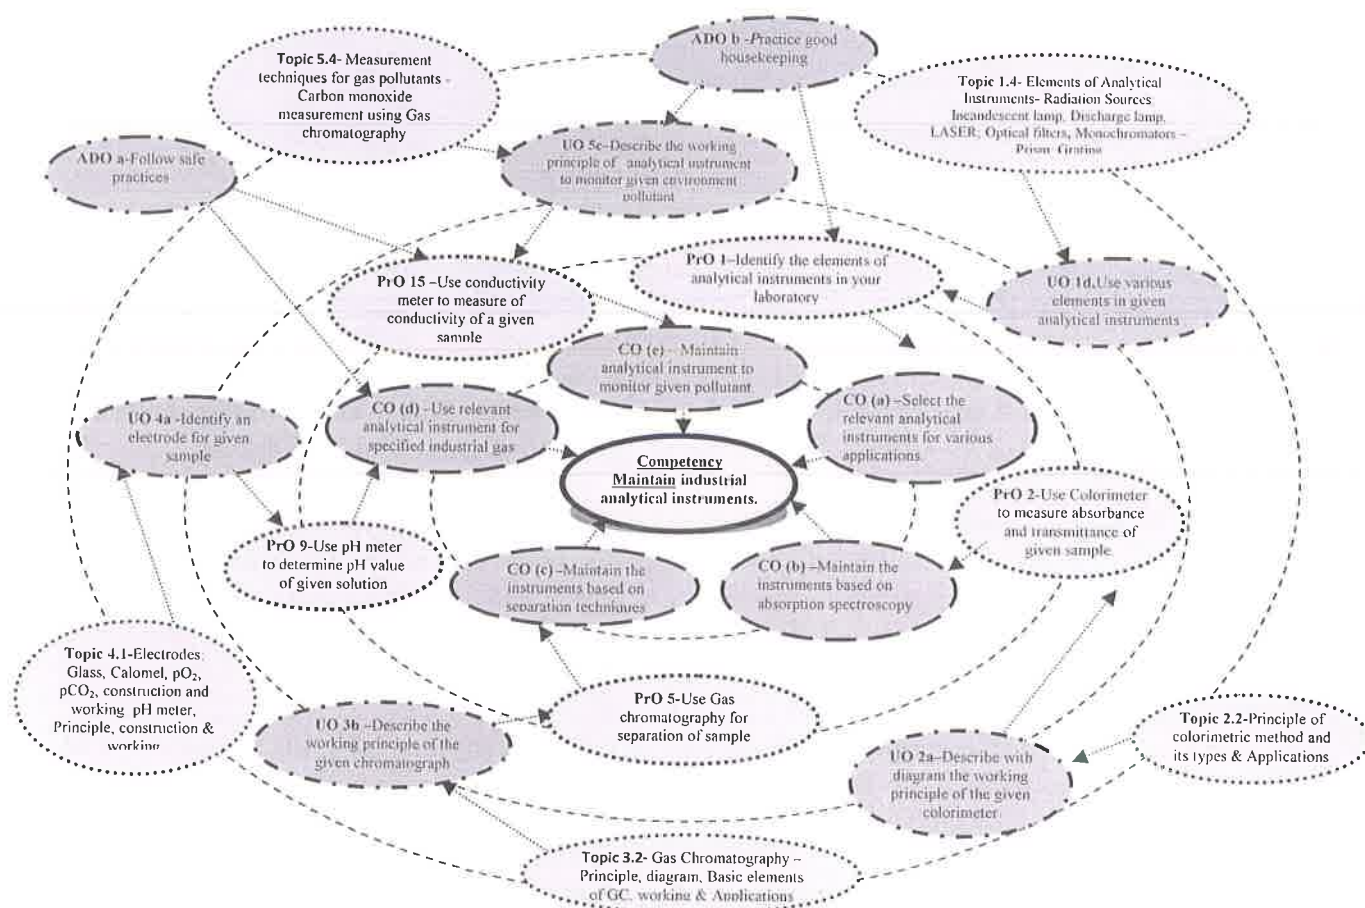 ADO b -Practice good
housekeeping
Topic 5.4- Measurement
techniques for gas pollutants -
Carbon monoxide
measurement using Gas
chromatography
Topic 1.4- Elements of Analytical
Instruments- Radiation Sources
Incandescent lamp, Discharge lamp,
LASER; Optical filters, Monochromators –
Prism, Grating
ADO a-Follow safe
practices
UO 5c–Describe the working
principle of analytical instrument
to monitor given environment
pollutant
PrO 1–Identify the elements of
analytical instruments in your
laboratory
PrO 15 –Use conductivity
meter to measure of
conductivity of a given
sample
UO 1d.Use various
elements in given
analytical instruments
CO (e) – Maintain
analytical instrument to
monitor given pollutant.
CO (a) –Select the
relevant analytical
instruments for various
applications.
CO (d) –Use relevant
analytical instrument for
specified industrial gas
UO 4a -Identify an
electrode for given
sample
Competency
Maintain industrial
analytical instruments.
PrO 2-Use Colorimeter
to measure absorbance
and transmittance of
given sample.
PrO 9-Use pH meter
to determine pH value
of given solution
CO (c) –Maintain the
instruments based on
separation techniques
CO (b) –Maintain the
instruments based on
absorption spectroscopy
Topic 4.1-Electrodes:
Glass, Calomel, pO₂,
pCO₂, construction and
working pH meter,
Principle, construction &
working
PrO 5-Use Gas
chromatography for
separation of sample
UO 3b –Describe the
working principle of the
given chromatograph
Topic 2.2-Principle of
colorimetric method and
its types & Applications
UO 2a–Describe with
diagram the working
principle of the given
colorimeter
Topic 3.2- Gas Chromatography –
Principle, diagram, Basic elements
of GC, working & Applications